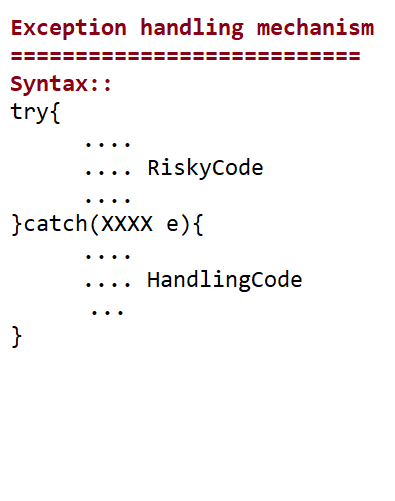 Exception handling mechanism
===========================
Syntax::
try{
....
.... RiskyCode
....
}catch(XXXX e){
....
.... HandlingCode
...
}